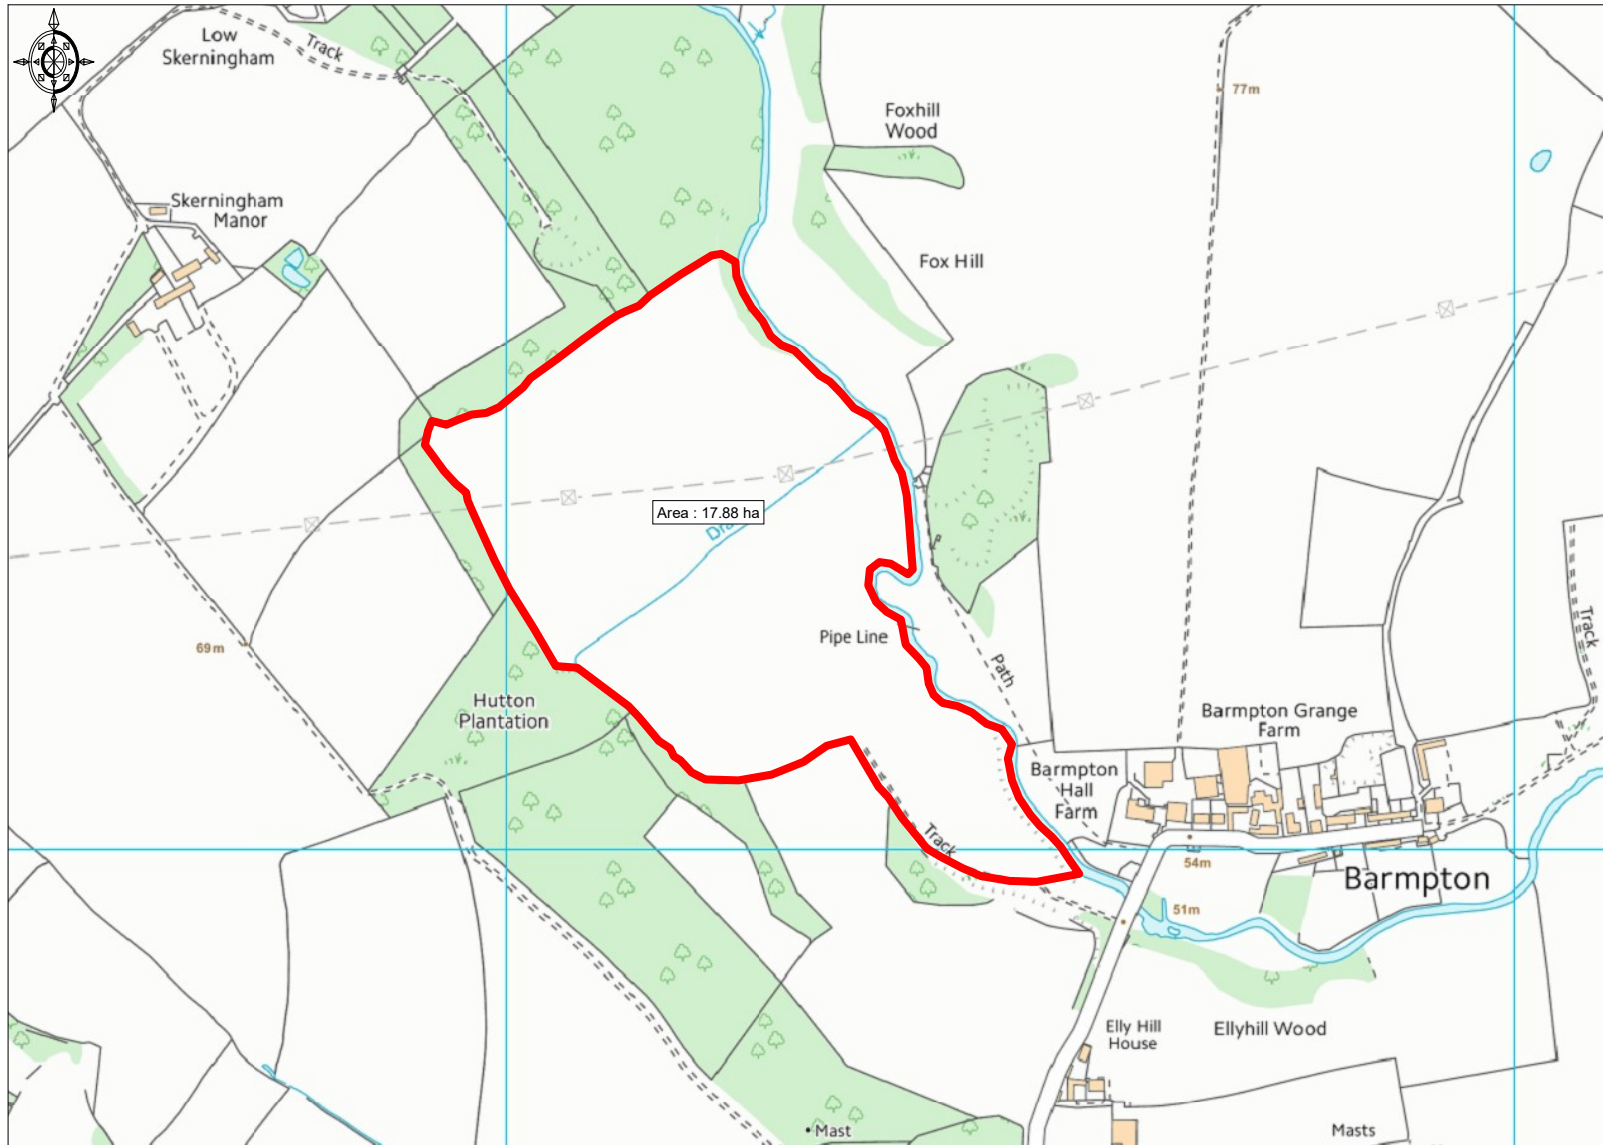 Low
Skerningham
Track
Foxhill
Wood
77m
Skerningham
Manor
Fox Hill
Area : 17.88 ha
Pipe Line
69m
Path
Track
Hutton
Plantation
Barmpton Grange
Farm
Barmpton
Hall
Farm
Track
54m
Barmpton
51m
Elly Hill
House
Ellyhill Wood
Mast
Masts